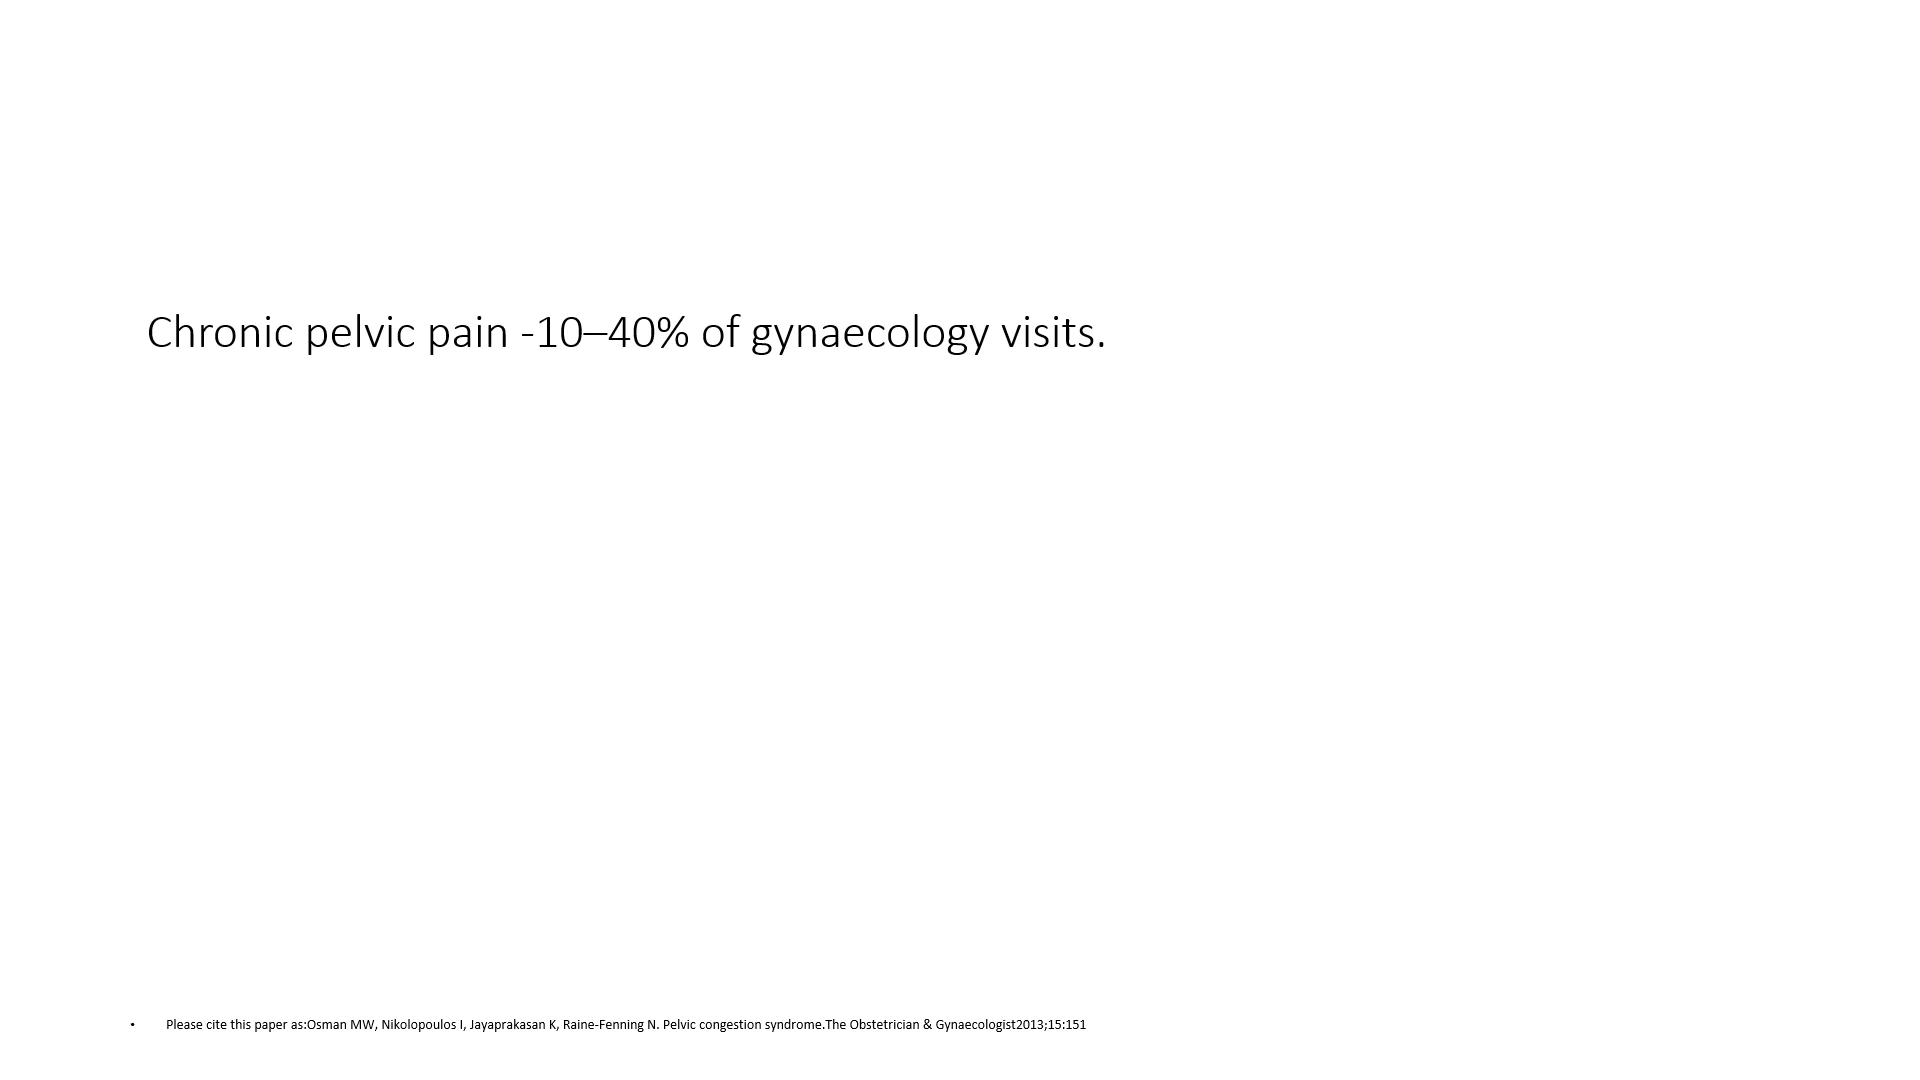 Chronic pelvic pain -10–40% of gynaecology visits.
• Please cite this paper as:Osman MW, Nikolopoulos I, Jayaprakasan K, Raine-Fenning N. Pelvic congestion syndrome.The Obstetrician & Gynaecologist2013;15:151